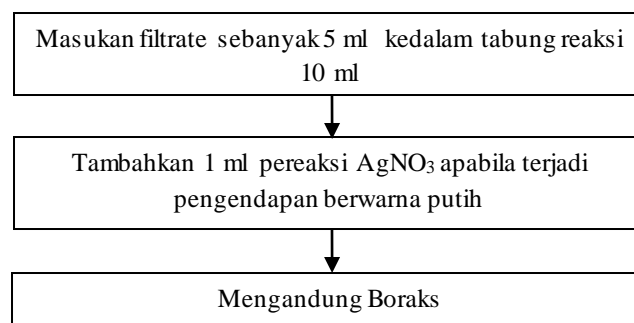 Masukan filtrate sebanyak 5 ml kedalam tabung reaksi
10 ml
Tambahkan 1 ml pereaksi AgNO₃ apabila terjadi
pengendapan berwarna putih
Mengandung Boraks